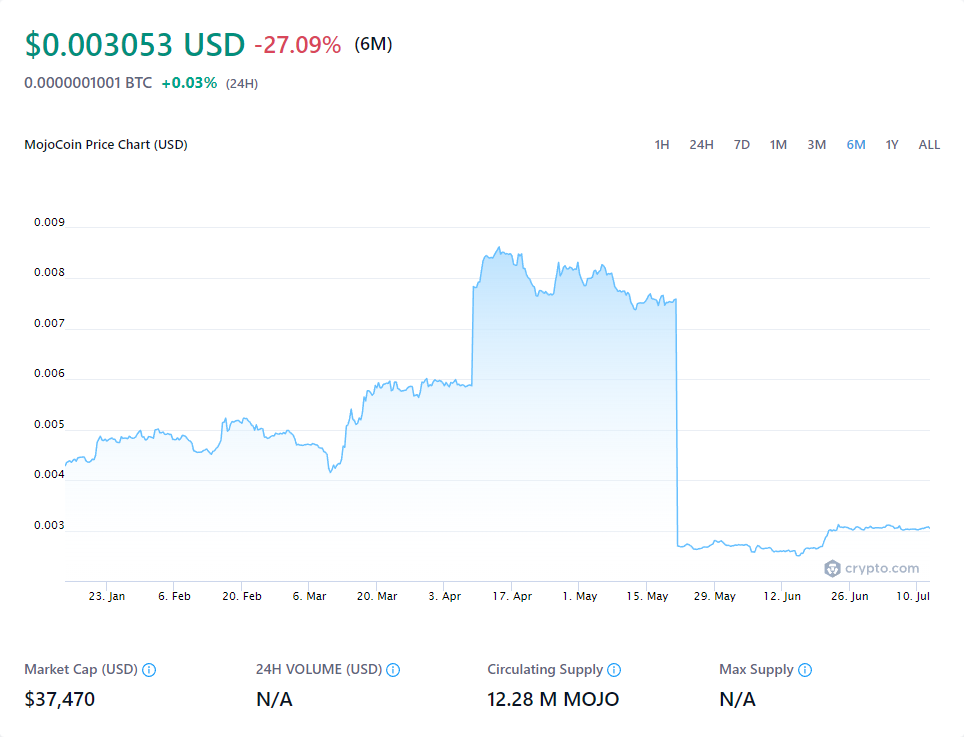 $0.003053 USD -27.09% (6M)
0.0000001001 BTC +0.03% (24H)
MojoCoin Price Chart (USD) 1H 24H 7D 1M 3M 6M 1Y ALL
0.009
0.008
0.007
0.006
0.005
0.004
0.003
crypto.com
23. Jan 6. Feb 20. Feb 6. Mar 20. Mar 3. Apr 17. Apr 1. May 15. May 29. May 12. Jun 26. Jun 10. Jul
Market Cap (USD) 24H VOLUME (USD) Circulating Supply Max Supply
$37,470 N/A 12.28 M MOJO N/A